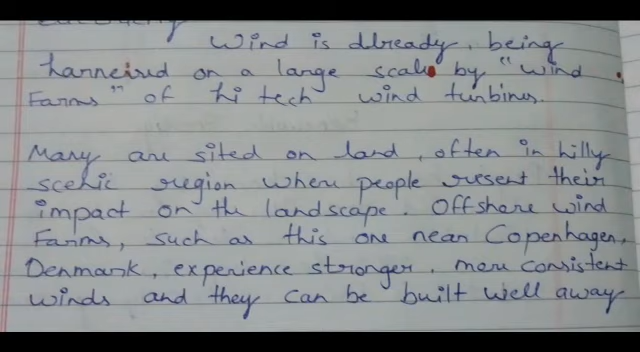 Wind is already, being
harneised on a large scale by "wind
Farms" of hi tech wind turbines.
Many are sited on land, often in hilly
scenic region where people resent their
impact on the landscape. Offshore wind
Farms, such as this one near Copenhagen,
Denmark, experience stronger, more consistent
winds and they can be built well away